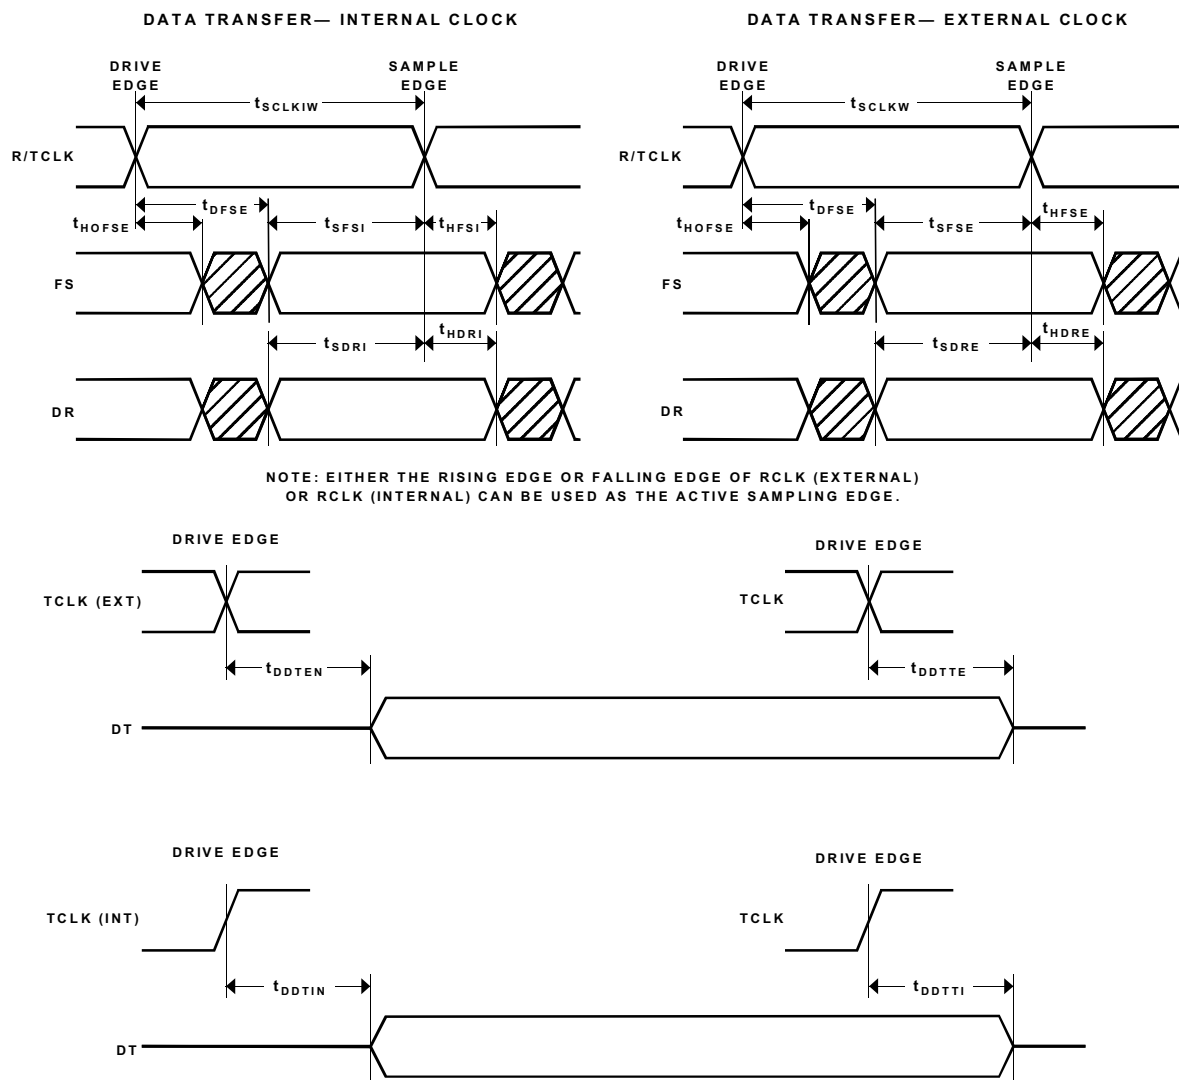 DATA TRANSFER— INTERNAL CLOCK
DRIVE EDGE
SAMPLE EDGE
tSCLKIW
R/TCLK
tDFSE
tHOFSE
tSFSI
tHFSI
FS
tSDRI
tHDRI
DR
DATA TRANSFER— EXTERNAL CLOCK
DRIVE EDGE
SAMPLE EDGE
tSCLKW
R/TCLK
tDFSE
tHOFSE
tSFSE
tHFSE
FS
tSDRE
tHDRE
DR
NOTE: EITHER THE RISING EDGE OR FALLING EDGE OF RCLK (EXTERNAL)
OR RCLK (INTERNAL) CAN BE USED AS THE ACTIVE SAMPLING EDGE.
DRIVE EDGE
DRIVE EDGE
TCLK (EXT)
TCLK
tDDTEN
tDDTTE
DT
DRIVE EDGE
DRIVE EDGE
TCLK (INT)
TCLK
tDDTIN
tDDTTI
DT